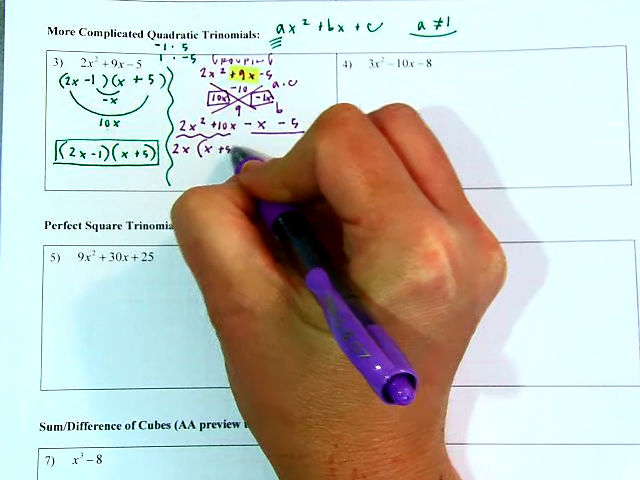 More Complicated Quadratic Trinomials: ax² + bx + c   a ≠ 1
-1 · 5
1 · -5
3) 2x² + 9x - 5
(2x - 1)(x + 5)
-x
10x
(2x - 1)(x + 5)
GROUPING
2x² + 9x - 5
-10 a·c
10x -1x
9 b
2x² + 10x - x - 5
2x (x + 5
4) 3x² - 10x - 8
Perfect Square
5) 9x² + 30x + 25
Sum/Difference of Cubes (AA preview
7) x³ - 8